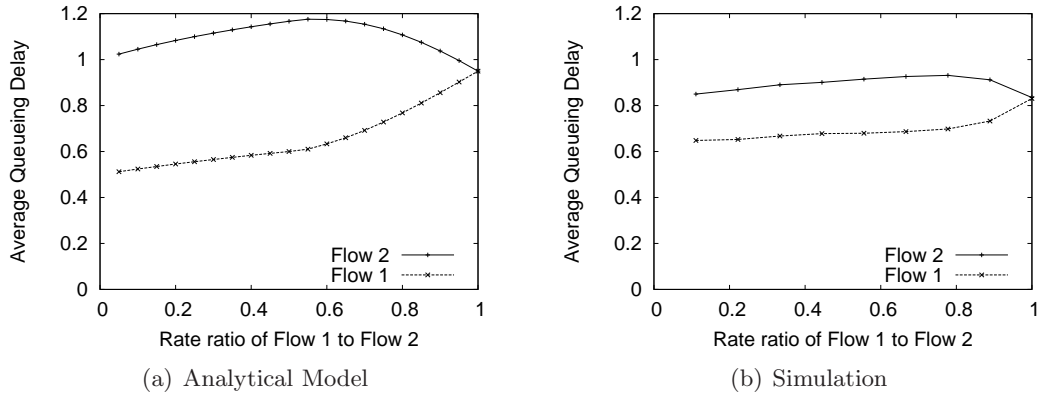 1.2
1
0.8
0.6
0.4
0.2
0
Average Queueing Delay
Flow 2
Flow 1
0 0.2 0.4 0.6 0.8 1
Rate ratio of Flow 1 to Flow 2
(a) Analytical Model
1.2
1
0.8
0.6
0.4
0.2
0
Average Queueing Delay
Flow 2
Flow 1
0 0.2 0.4 0.6 0.8 1
Rate ratio of Flow 1 to Flow 2
(b) Simulation